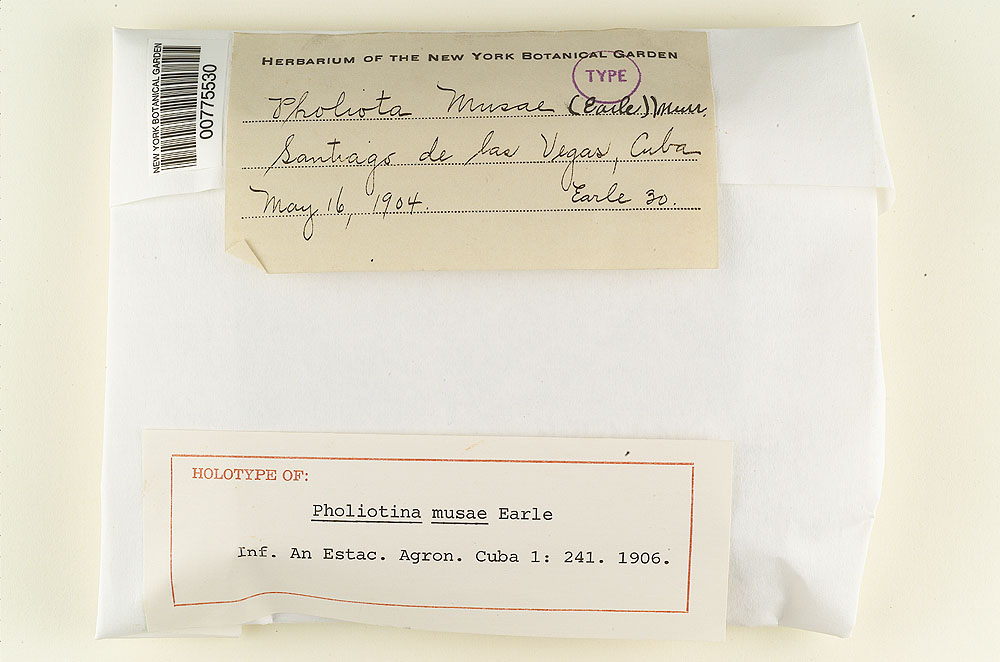 NEW YORK BOTANICAL GARDEN
00775530
HERBARIUM OF THE NEW YORK BOTANICAL GARDEN
TYPE
Pholiota Musae (Earle) Murr.
Santiago de las Vegas, Cuba
May 16, 1904. Earle 30.
HOLOTYPE OF:
Pholiotina musae Earle
Inf. An Estac. Agron. Cuba 1: 241. 1906.